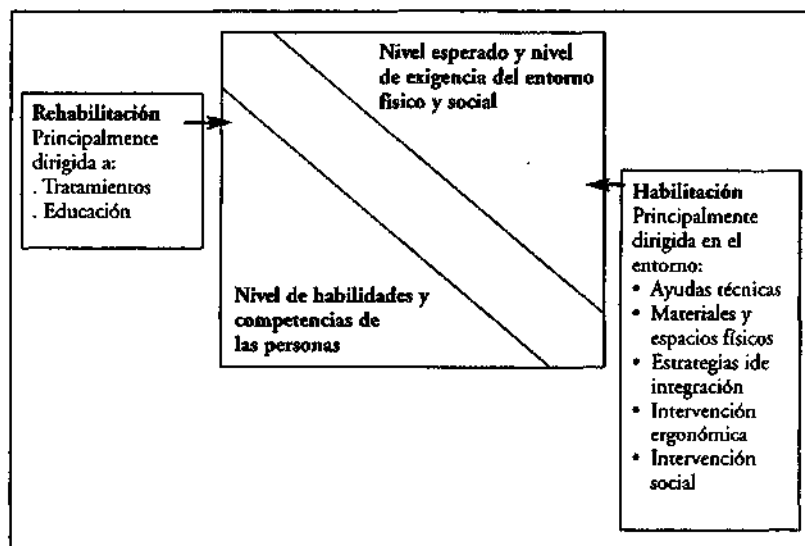 Nivel esperado y nivel
de exigencia del entorno
físico y social
Rehabilitación
Principalmente
dirigida a:
. Tratamientos
. Educación
Habilitación
Principalmente
dirigida en el
entorno:
• Ayudas técnicas
• Materiales y
espacios físicos
• Estrategias ide
integración
• Intervención
ergonómica
• Intervención
social
Nivel de habilidades y
competencias de
las personas